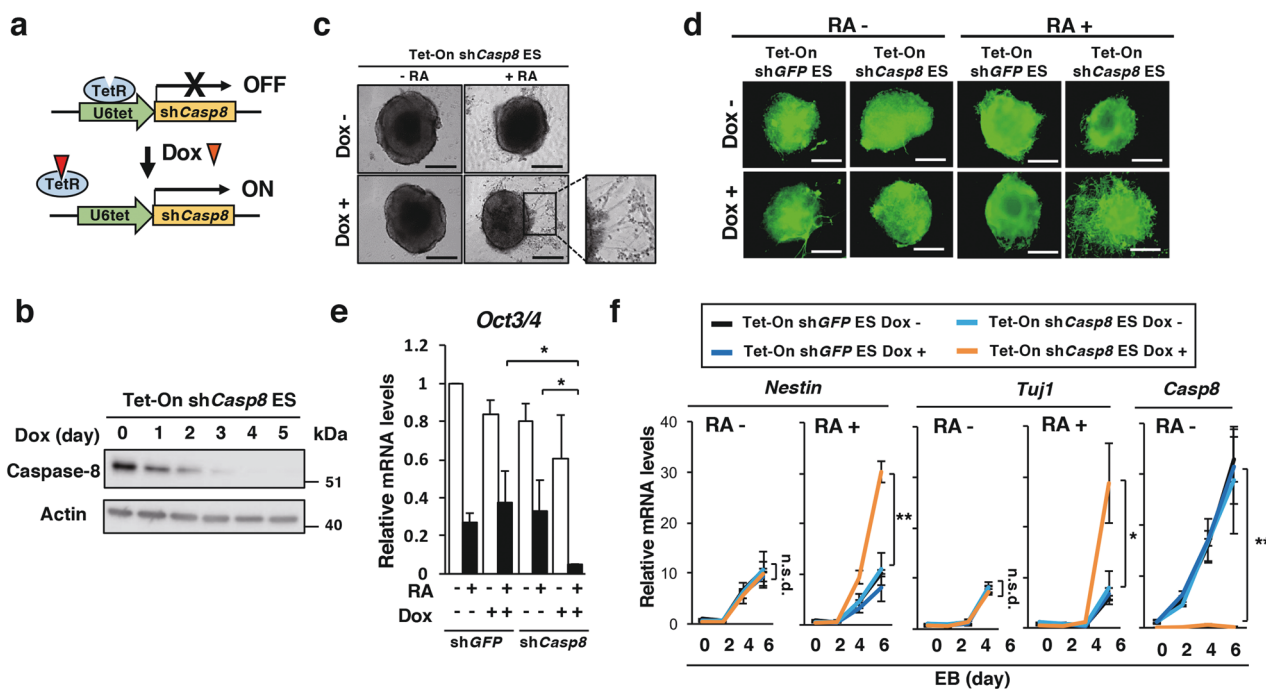 a
TetR
U6tet
shCasp8
X
OFF
Dox
TetR
U6tet
shCasp8
ON
b
Tet-On shCasp8 ES
Dox (day) 0 1 2 3 4 5 kDa
Caspase-8
51
Actin
40
c
Tet-On shCasp8 ES
- RA + RA
Dox -
Dox +
d
RA - RA +
Tet-On Tet-On Tet-On Tet-On
shGFP ES shCasp8 ES shGFP ES shCasp8 ES
Dox -
Dox +
e
Oct3/4
Relative mRNA levels
1.2
1
0.8
0.6
0.4
0.2
0
*
*
RA - + - + - + - +
Dox - - + + - - + +
shGFP shCasp8
f
Tet-On shGFP ES Dox - Tet-On shCasp8 ES Dox -
Tet-On shGFP ES Dox + Tet-On shCasp8 ES Dox +
Nestin Tuj1 Casp8
RA - RA + RA - RA + RA -
Relative mRNA levels
40
30
20
10
0
n.s.d.
**
n.s.d.
*
**
0 2 4 6 0 2 4 6 0 2 4 6 0 2 4 6 0 2 4 6
EB (day)